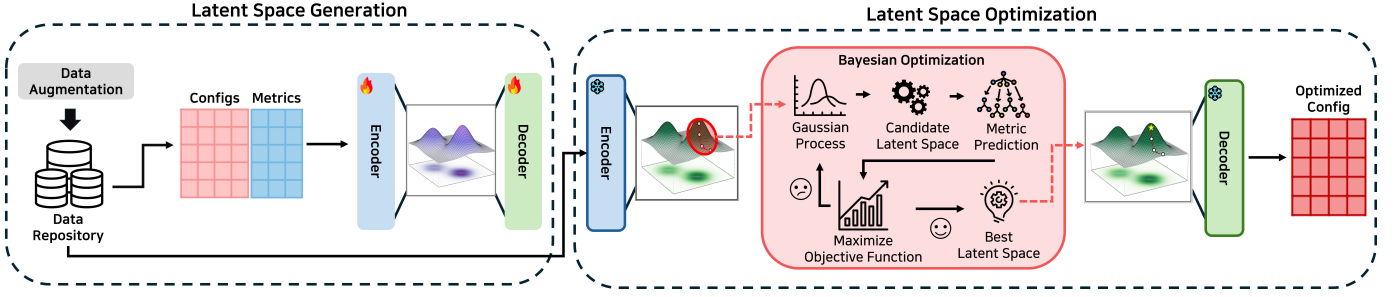 Latent Space Generation
Data
Augmentation
Data
Repository
Configs
Metrics
Encoder
Decoder
Latent Space Optimization
Encoder
Bayesian Optimization
Gaussian
Process
Candidate
Latent Space
Metric
Prediction
Maximize
Objective Function
Best
Latent Space
Decoder
Optimized
Config